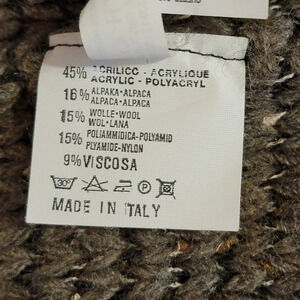 45% ACRILICO - ACRYLIQUE
ACRYLIC - POLYACRYL
16% ALPAKA-ALPACA
ALPACA-ALPACA
15% WOLLE-WOOL
WOL-LANA
15% POLIAMMIDICA-POLYAMID
PLYAMIDE-NYLON
9% VISCOSA
30° P
MADE IN ITALY